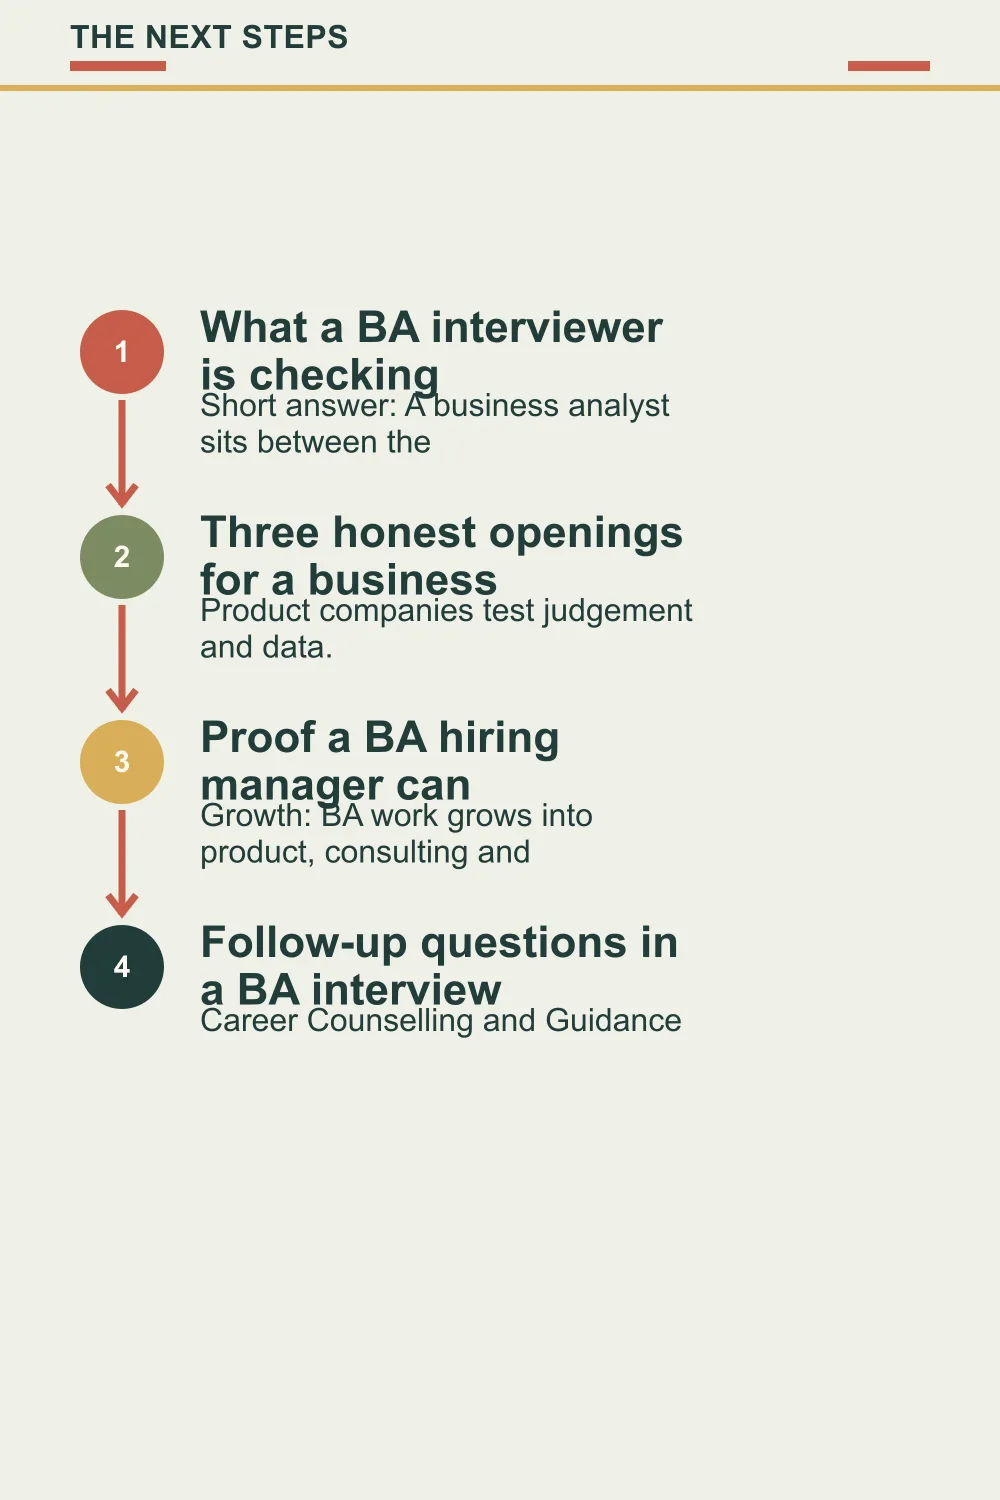 THE NEXT STEPS
1
What a BA interviewer
is checking
Short answer: A business analyst
sits between the
2
Three honest openings
for a business
Product companies test judgement
and data.
3
Proof a BA hiring
manager can
Growth: BA work grows into
product, consulting and
4
Follow-up questions in
a BA interview
Career Counselling and Guidance